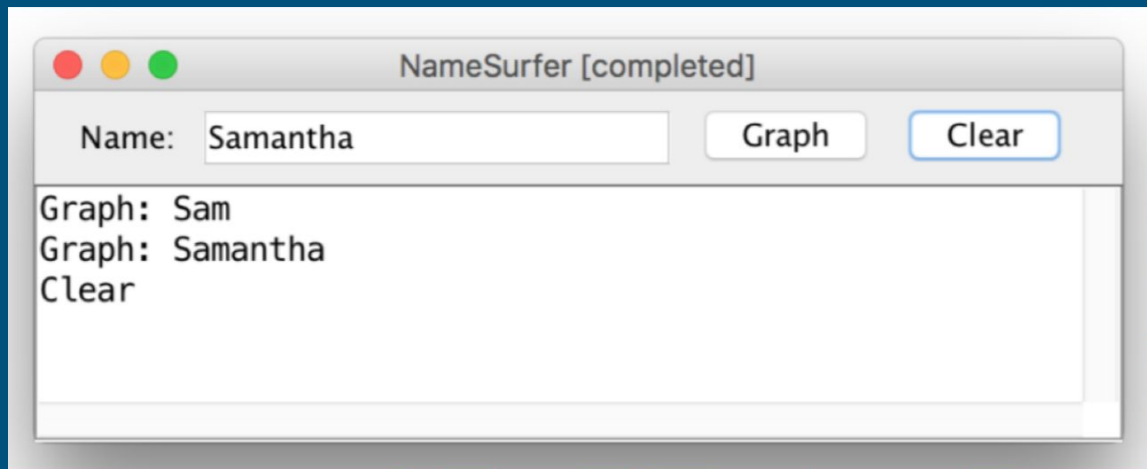 NameSurfer [completed]
Name: Samantha Graph Clear
Graph: Sam
Graph: Samantha
Clear